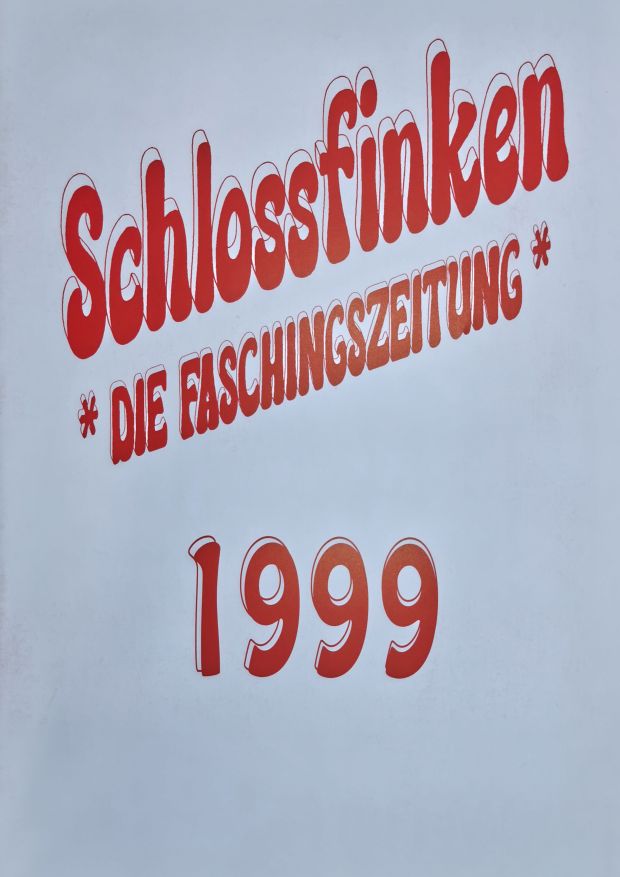 Schlossfinken
* DIE FASCHINGSZEITUNG *
1999